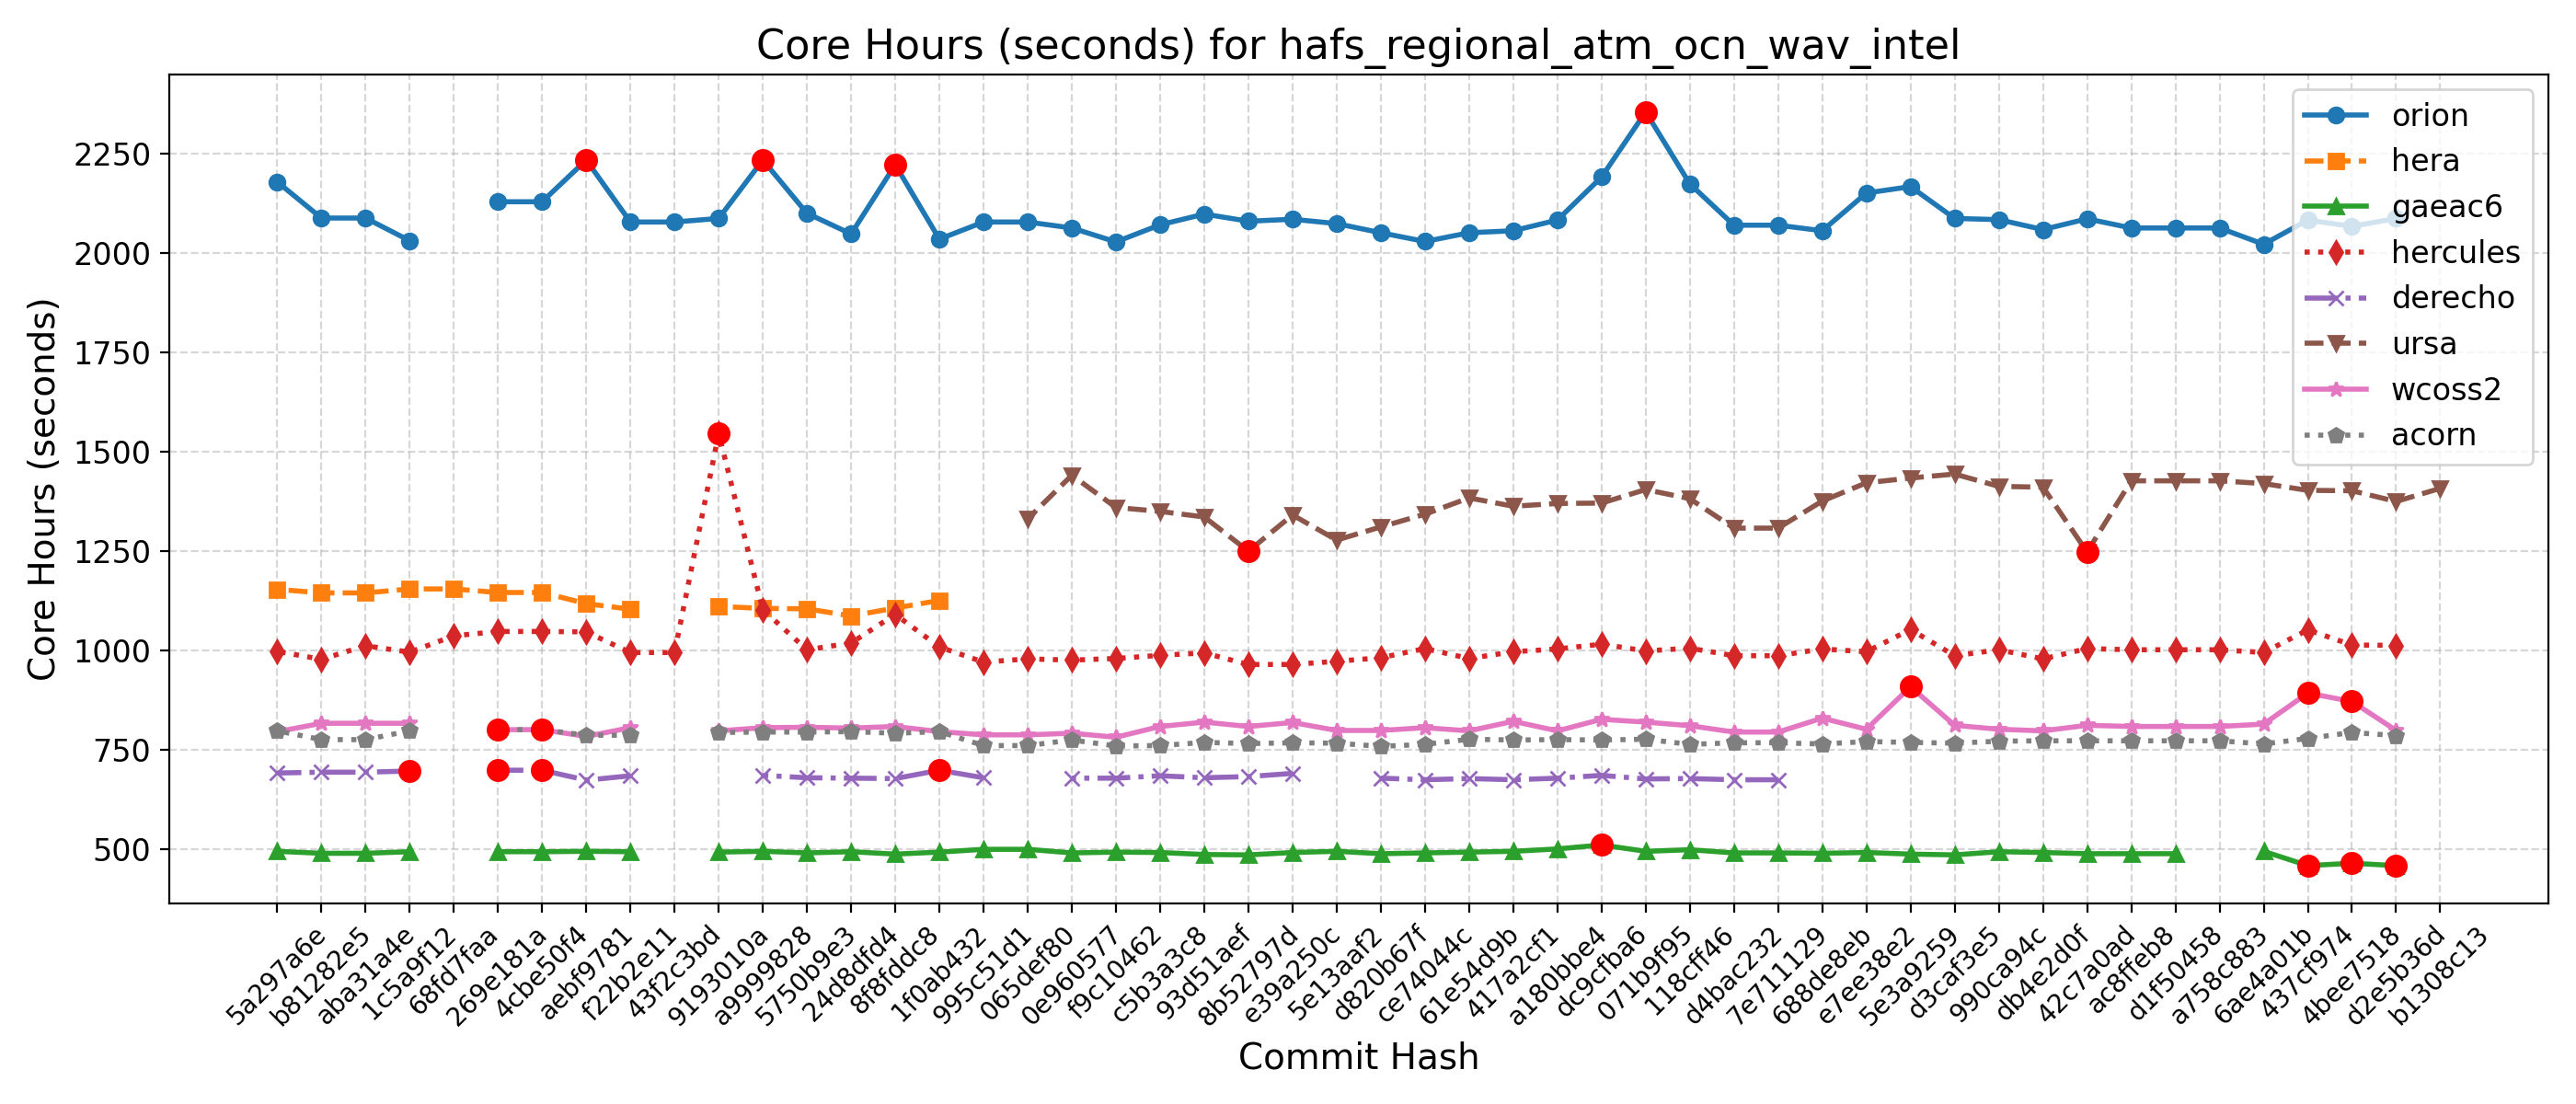 Core Hours (seconds) for hafs_regional_atm_ocn_wav_intel
Core Hours (seconds)
2250
2000
1750
1500
1250
1000
750
500
orion
hera
gaeac6
hercules
derecho
ursa
wcoss2
acorn
5a297a6e
b81282e5
aba31a4e
1c5a9f12
68fd7faa
269e181a
4cbe50f4
aebf9781
f22b2e11
43f2c3bd
9193010a
a9999828
5750b9e3
24d8dfd4
8f8fddc8
1f0ab432
995c51d1
065def80
0e960577
f9c10462
c5b3a3c8
93d51aef
8b52797d
e39a250c
5e13aaf2
d820b67f
ce74044c
61e54d9b
417a2cf1
a180bbe4
dc9cfba6
071b9f95
118cff46
d4bac232
7e711129
688de8eb
e7ee38e2
5e3a9259
d3caf3e5
990ca94c
db4e2d0f
42c7a0ad
ac8ffeb8
d1f50458
a758c883
6ae4a01b
437cf974
4bee7518
d2e5b36d
b1308c13
Commit Hash